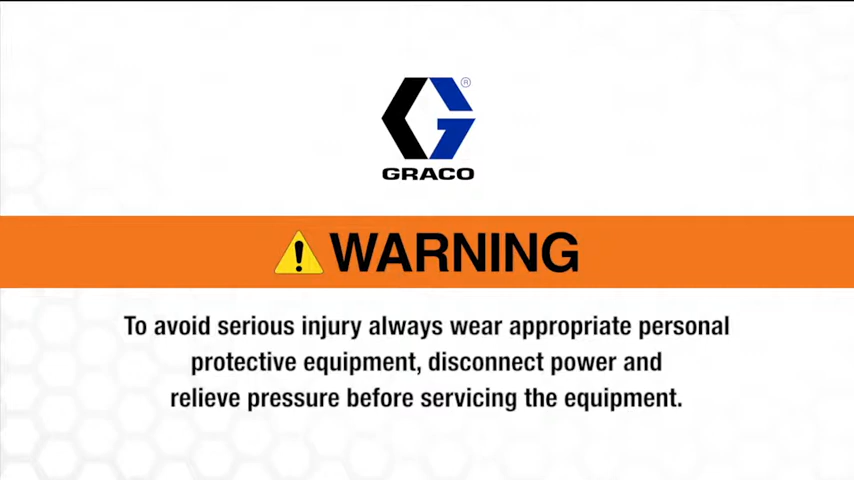 ®
GRACO
WARNING
To avoid serious injury always wear appropriate personal
protective equipment, disconnect power and
relieve pressure before servicing the equipment.